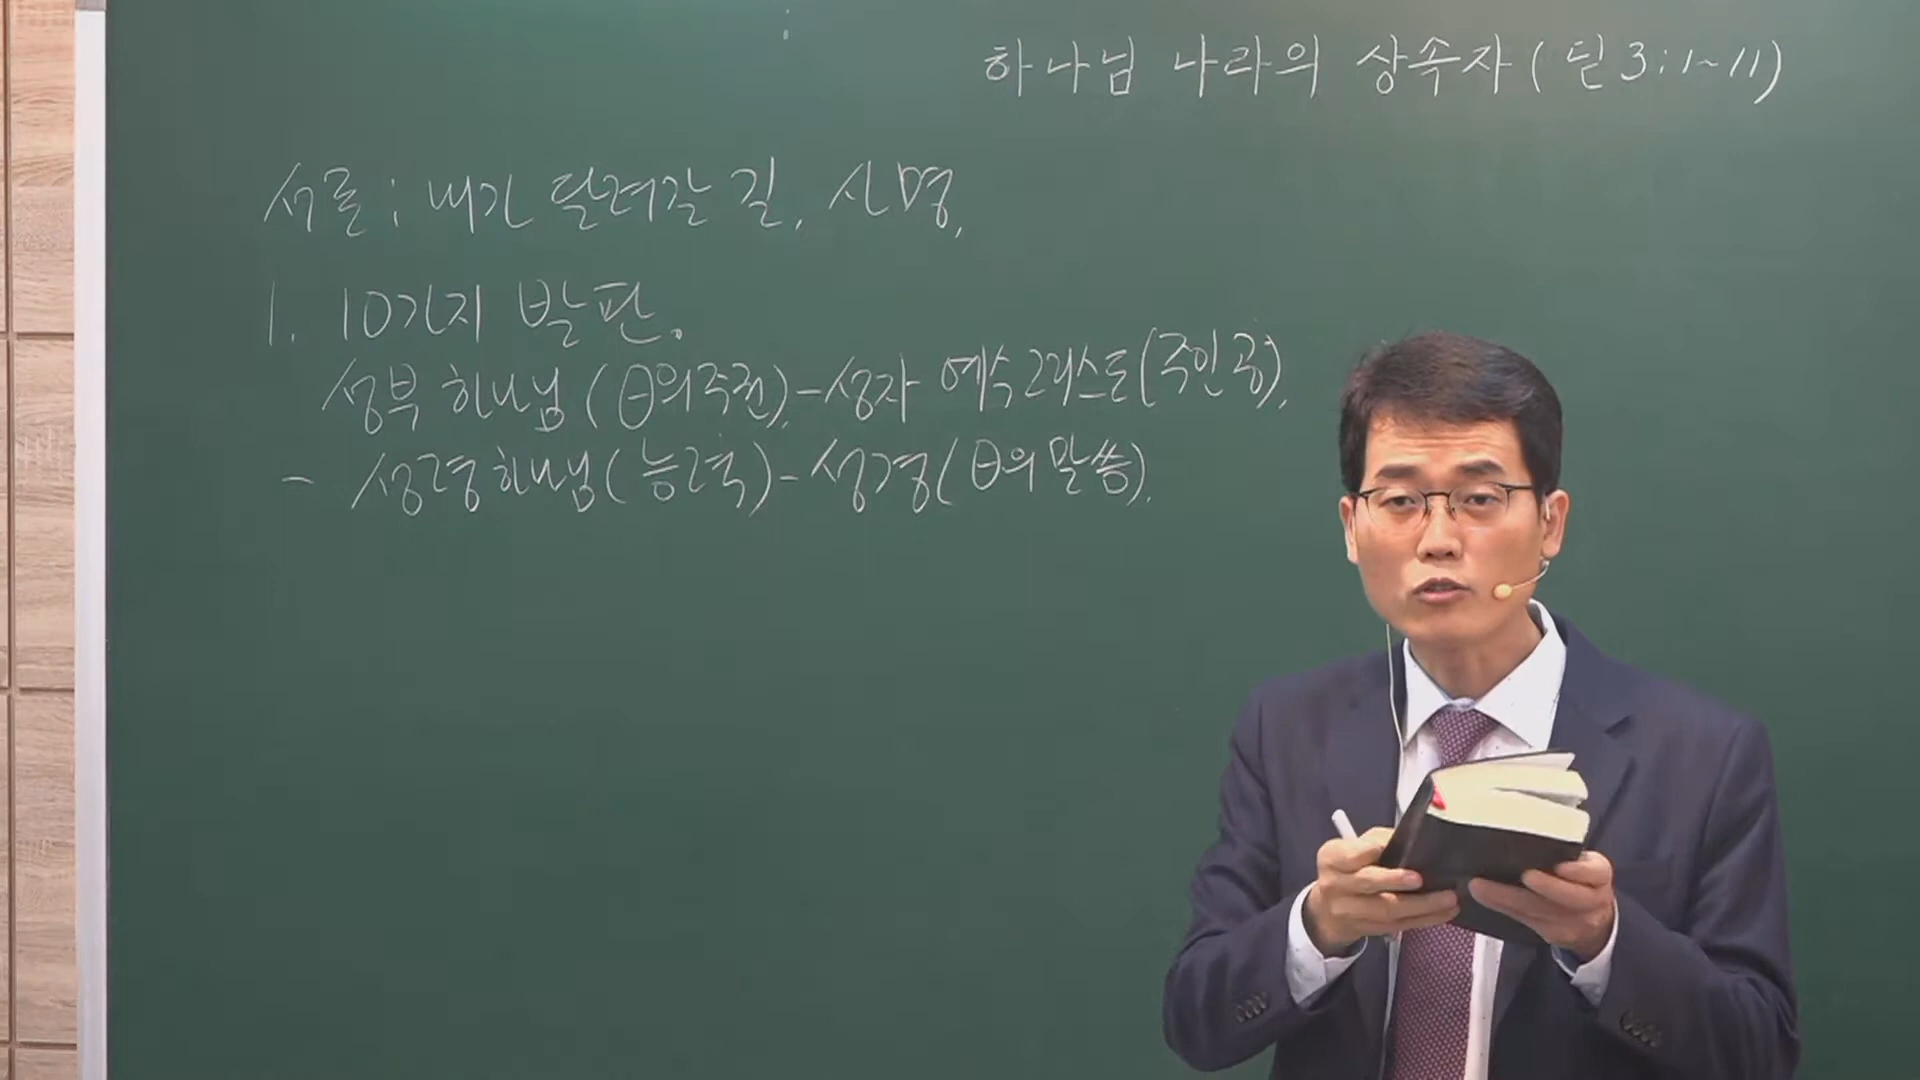 하나님 나라의 상속자 (딛 3:1~11)
서론 : 내가 달려갈 길, 사명,
1. 10가지 발판.
성부 하나님 (θ의 주권), - 성자 예수 그리스도 (주인공),
- 성령 하나님 (능력) - 성경 (θ의 말씀),